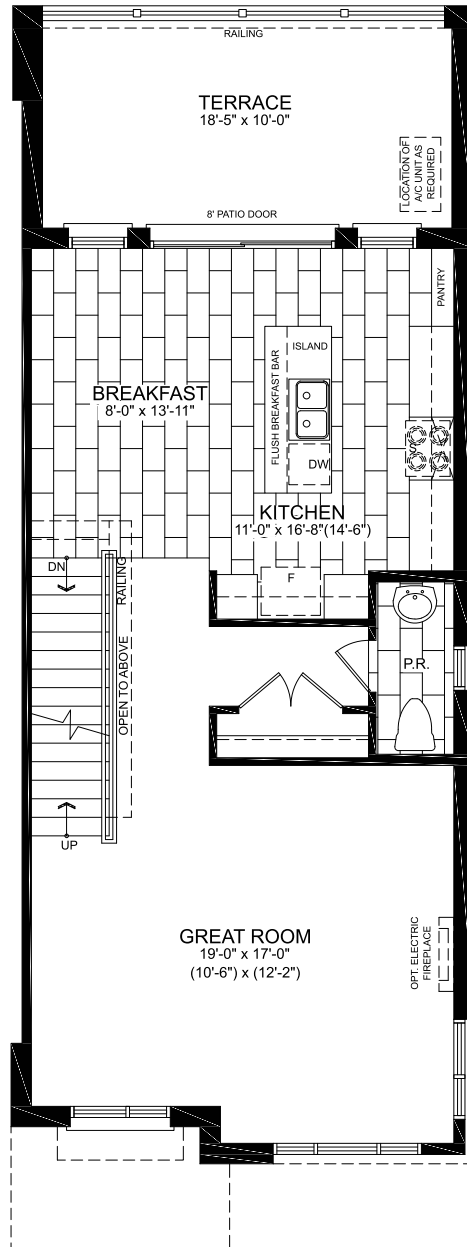 RAILING
TERRACE
18'-5" x 10'-0"
LOCATION OF
A/C UNIT AS
REQUIRED
8' PATIO DOOR
PANTRY
ISLAND
FLUSH BREAKFAST BAR
BREAKFAST
8'-0" x 13'-11"
DW
S
KITCHEN
11'-0" x 16'-8"(14'-6")
F
DN
RAILING
OPEN TO ABOVE
P.R.
UP
GREAT ROOM
19'-0" x 17'-0"
(10'-6") x (12'-2")
OPT. ELECTRIC
FIREPLACE